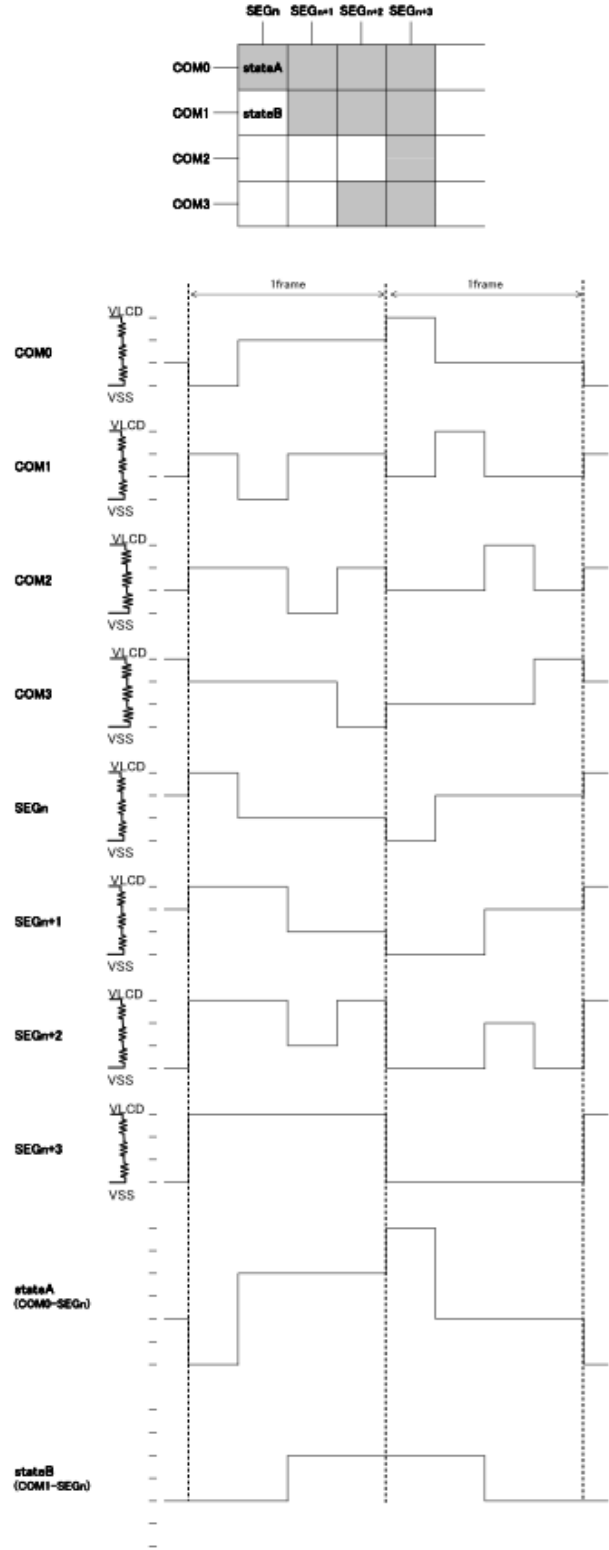 SEGn SEGn+1 SEGn+2 SEGn+3
COM0 stateA
COM1 stateB
COM2
COM3
1frame 1frame
VLCD
COM0
VSS
VLCD
COM1
VSS
VLCD
COM2
VSS
VLCD
COM3
VSS
VLCD
SEGn
VSS
VLCD
SEGn+1
VSS
VLCD
SEGn+2
VSS
VLCD
SEGn+3
VSS
stateA
(COM0-SEGn)
stateB
(COM1-SEGn)